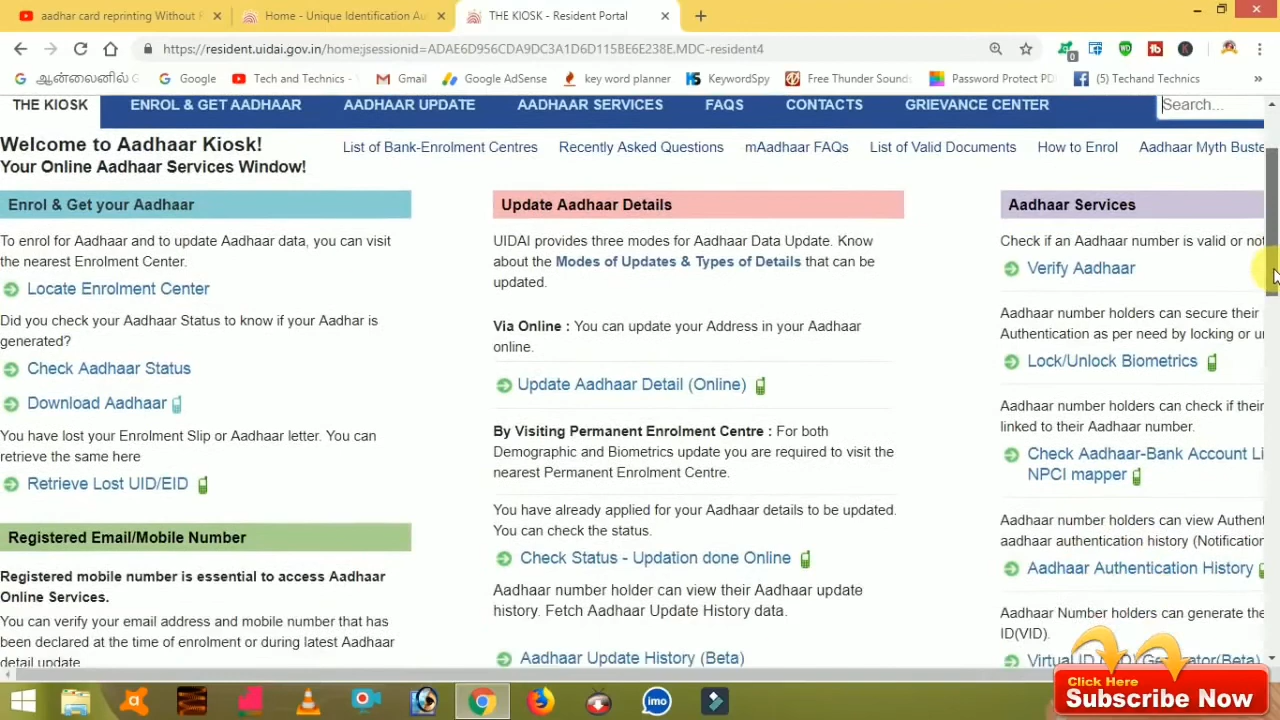 aadhar card reprinting Without R
Home - Unique Identification Au
THE KIOSK - Resident Portal
https://resident.uidai.gov.in/home;jsessionid=ADAE6D956CDA9DC3A1D6D115BE6E238E.MDC-resident4
ஆன்லைனில் G
Google
Tech and Technics -
Gmail
Google AdSense
key word planner
KeywordSpy
Free Thunder Sound
Password Protect PD
(5) Techand Technics
THE KIOSK
ENROL & GET AADHAAR
AADHAAR UPDATE
AADHAAR SERVICES
FAQS
CONTACTS
GRIEVANCE CENTER
Search...
Welcome to Aadhaar Kiosk!
Your Online Aadhaar Services Window!
List of Bank-Enrolment Centres
Recently Asked Questions
mAadhaar FAQs
List of Valid Documents
How to Enrol
Aadhaar Myth Buste
Enrol & Get your Aadhaar
To enrol for Aadhaar and to update Aadhaar data, you can visit
the nearest Enrolment Center.
Locate Enrolment Center
Did you check your Aadhaar Status to know if your Aadhar is
generated?
Check Aadhaar Status
Download Aadhaar
You have lost your Enrolment Slip or Aadhaar letter. You can
retrieve the same here
Retrieve Lost UID/EID
Registered Email/Mobile Number
Registered mobile number is essential to access Aadhaar
Online Services.
You can verify your email address and mobile number that has
been declared at the time of enrolment or during latest Aadhaar
detail update
Update Aadhaar Details
UIDAI provides three modes for Aadhaar Data Update. Know
about the Modes of Updates & Types of Details that can be
updated.
Via Online : You can update your Address in your Aadhaar
online.
Update Aadhaar Detail (Online)
By Visiting Permanent Enrolment Centre : For both
Demographic and Biometrics update you are required to visit the
nearest Permanent Enrolment Centre.
You have already applied for your Aadhaar details to be updated.
You can check the status.
Check Status - Updation done Online
Aadhaar number holder can view their Aadhaar update
history. Fetch Aadhaar Update History data.
Aadhaar Update History (Beta)
Aadhaar Services
Check if an Aadhaar number is valid or not
Verify Aadhaar
Aadhaar number holders can secure their
Authentication as per need by locking or un
Lock/Unlock Biometrics
Aadhaar number holders can check if their
linked to their Aadhaar number.
Check Aadhaar-Bank Account Li
NPCI mapper
Aadhaar number holders can view Authen
aadhaar authentication history (Notification
Aadhaar Authentication History
Aadhaar Number holders can generate the
ID(VID).
Click Here
Subscribe Now
imo